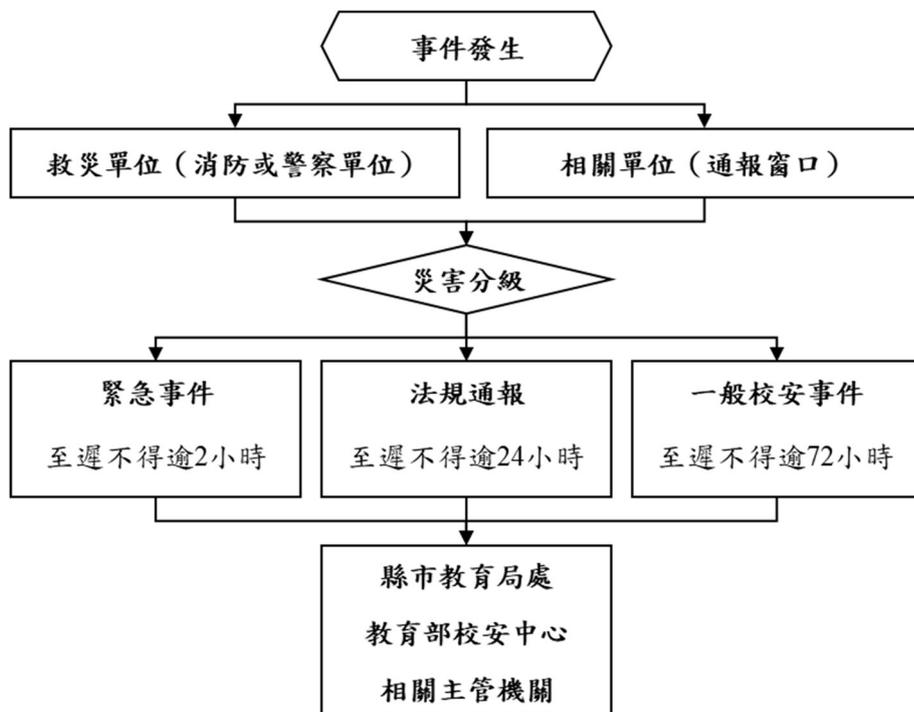 事件發生
救災單位（消防或警察單位）
相關單位（通報窗口）
災害分級
緊急事件
至遲不得逾2小時
法規通報
至遲不得逾24小時
一般校安事件
至遲不得逾72小時
縣市教育局處
教育部校安中心
相關主管機關